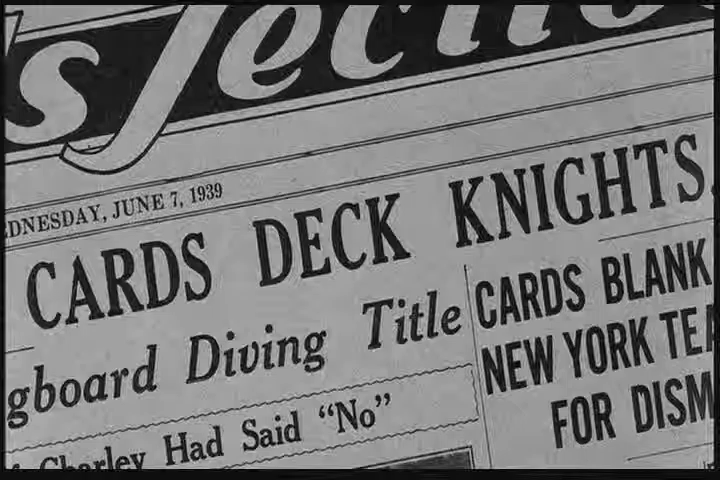 s Section
DNESDAY, JUNE 7, 1939
CARDS DECK KNIGHTS
gboard Diving Title
Charley Had Said “No”
CARDS BLANK
NEW YORK TEA
FOR DISM